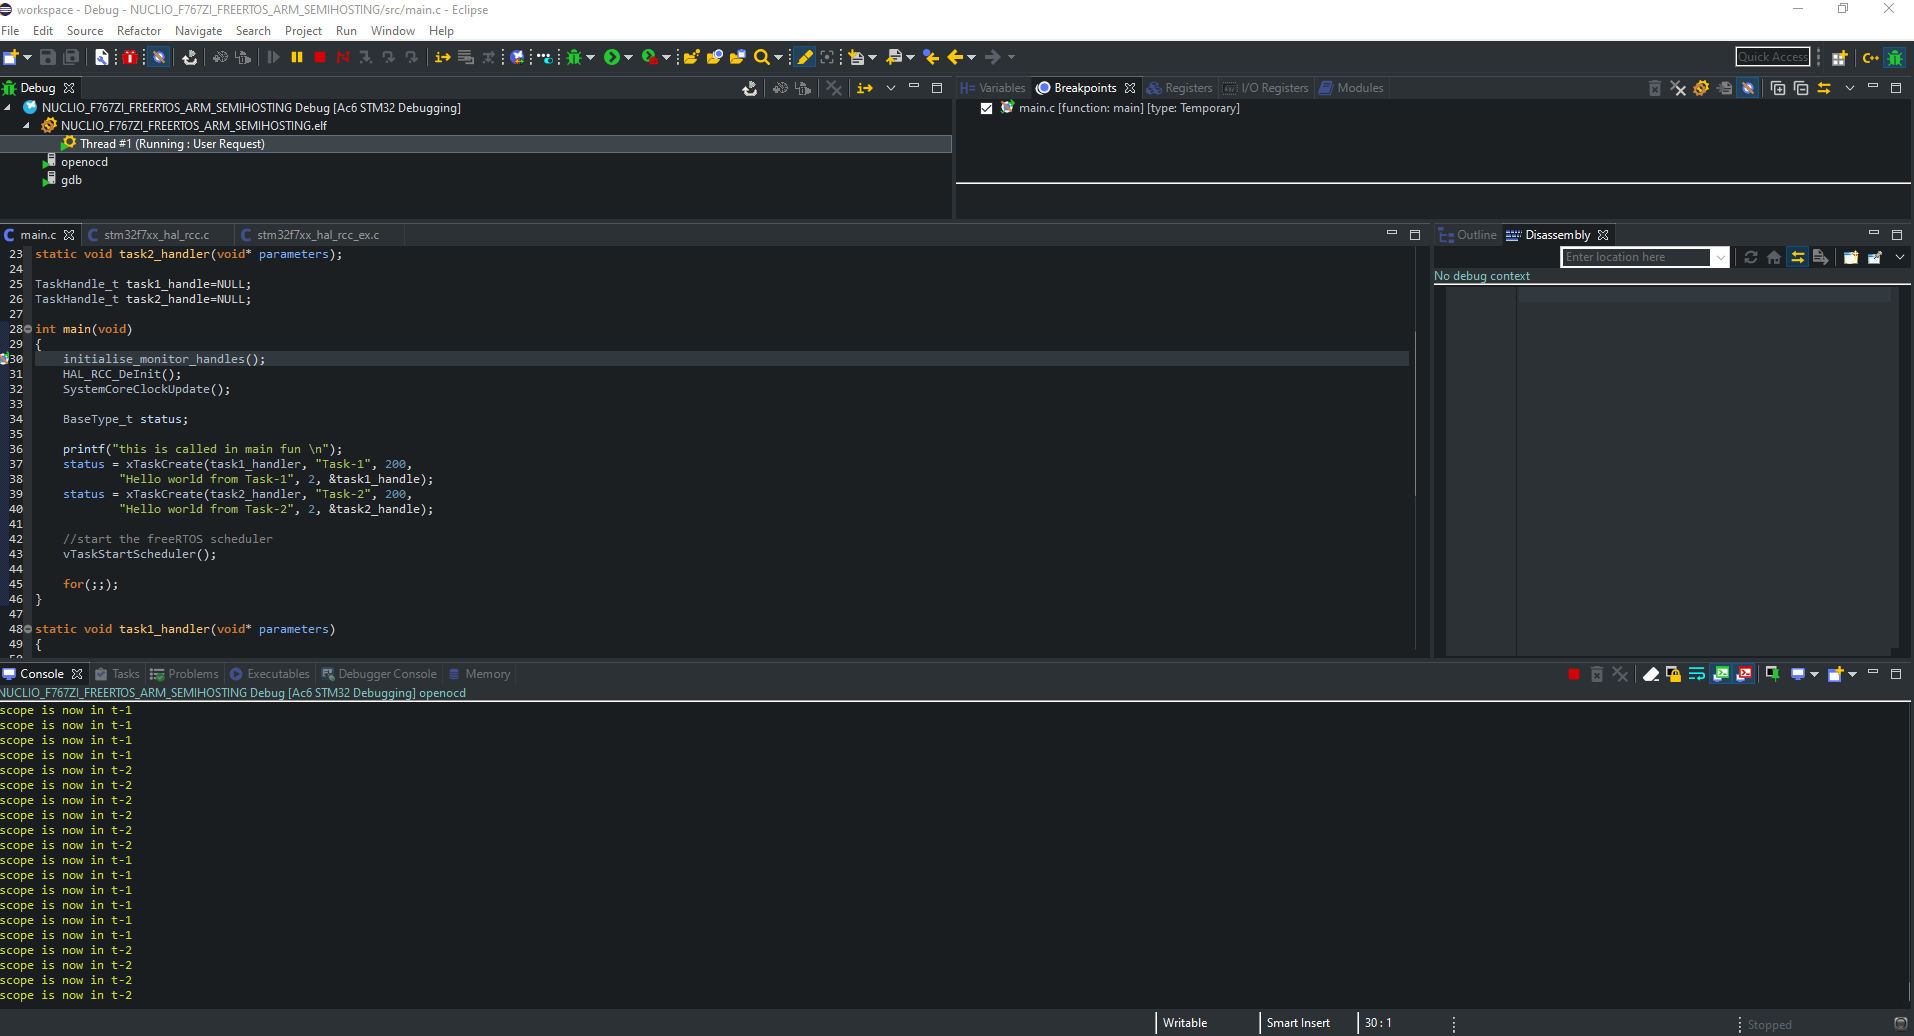 workspace - Debug - NUCLIO_F767ZI_FREERTOS_ARM_SEMIHOSTING/src/main.c - Eclipse
File Edit Source Refactor Navigate Search Project Run Window Help
Quick Access
C++
Debug
NUCLIO_F767ZI_FREERTOS_ARM_SEMIHOSTING Debug [Ac6 STM32 Debugging]
NUCLIO_F767ZI_FREERTOS_ARM_SEMIHOSTING.elf
Thread #1 (Running : User Request)
openocd
gdb
Variables Breakpoints Registers I/O Registers Modules
main.c [function: main] [type: Temporary]
main.c stm32f7xx_hal_rcc.c stm32f7xx_hal_rcc_ex.c
23 static void task2_handler(void* parameters);
24
25 TaskHandle_t task1_handle=NULL;
26 TaskHandle_t task2_handle=NULL;
27
28 int main(void)
29 {
30 initialise_monitor_handles();
31 HAL_RCC_DeInit();
32 SystemCoreClockUpdate();
33
34 BaseType_t status;
35
36 printf("this is called in main fun \n");
37 status = xTaskCreate(task1_handler, "Task-1", 200,
38 "Hello world from Task-1", 2, &task1_handle);
39 status = xTaskCreate(task2_handler, "Task-2", 200,
40 "Hello world from Task-2", 2, &task2_handle);
41
42 //start the freeRTOS scheduler
43 vTaskStartScheduler();
44
45 for(;;);
46 }
47
48 static void task1_handler(void* parameters)
49 {
Outline Disassembly
Enter location here
No debug context
Console Tasks Problems Executables Debugger Console Memory
NUCLIO_F767ZI_FREERTOS_ARM_SEMIHOSTING Debug [Ac6 STM32 Debugging] openocd
scope is now in t-1
scope is now in t-1
scope is now in t-1
scope is now in t-1
scope is now in t-2
scope is now in t-2
scope is now in t-2
scope is now in t-2
scope is now in t-2
scope is now in t-2
scope is now in t-1
scope is now in t-1
scope is now in t-1
scope is now in t-1
scope is now in t-1
scope is now in t-1
scope is now in t-2
scope is now in t-2
scope is now in t-2
scope is now in t-2
Writable Smart Insert 30 : 1 Stopped